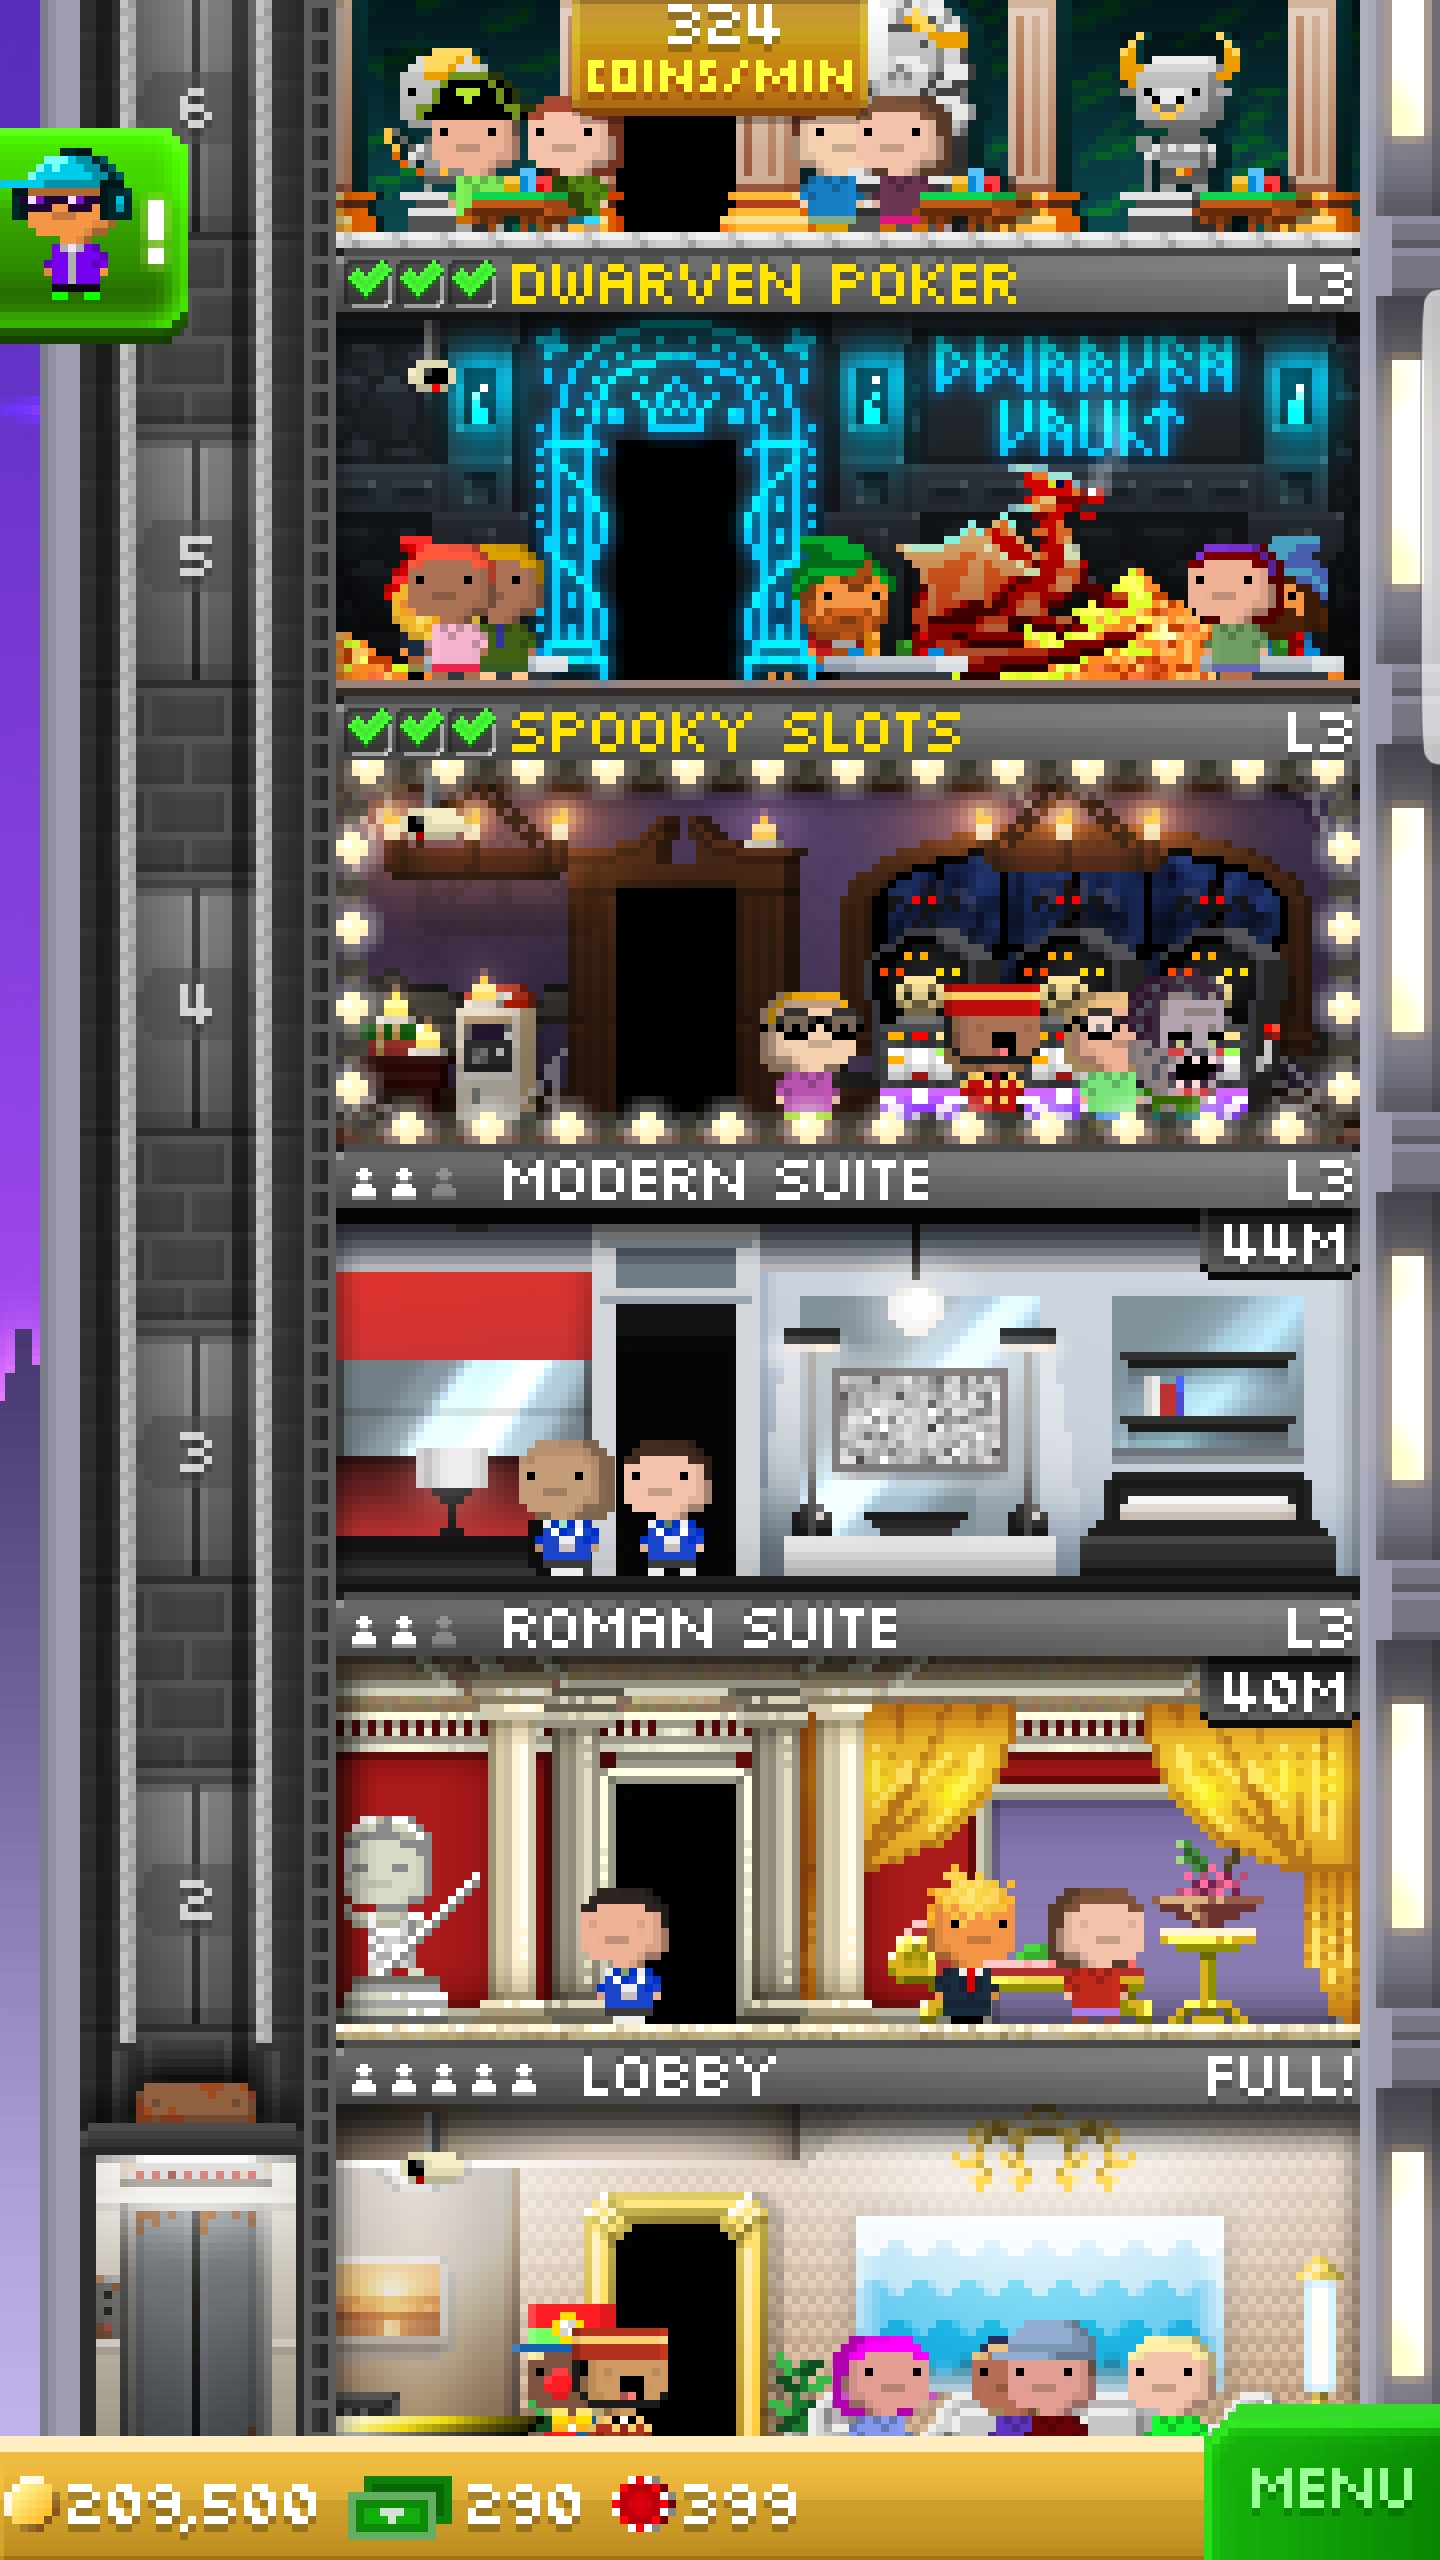 324
COINS/MIN
6
!
DWARVEN POKER L3
DWARVEN
VAULT
5
SPOOKY SLOTS L3
4
MODERN SUITE L3
44M
3
ROMAN SUITE L3
40M
2
LOBBY FULL!
209,500 290 399
MENU